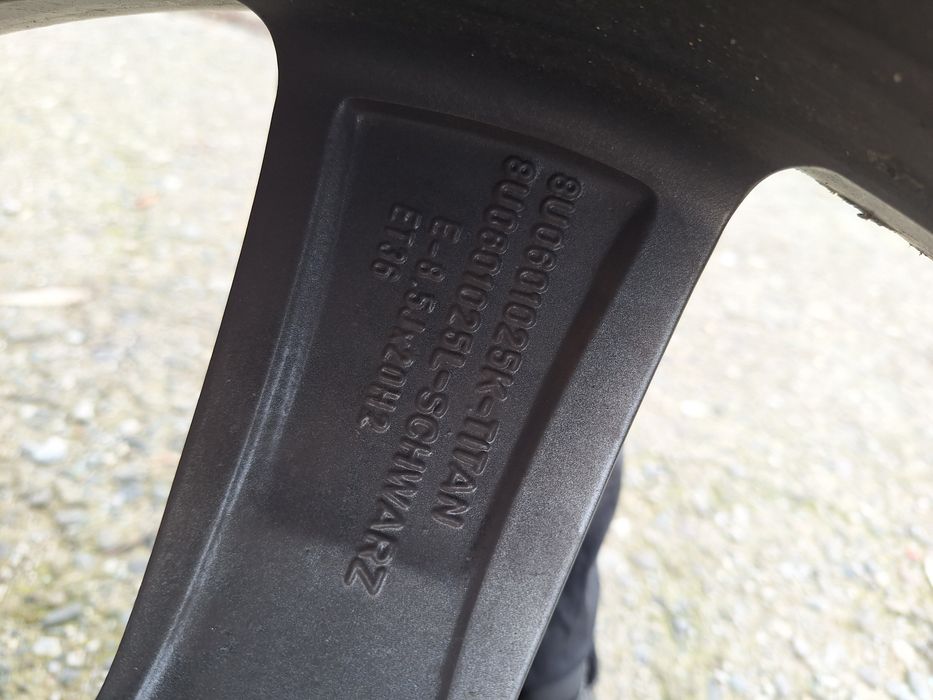 8U0601025K-TITAN
8U0601025L-SCHWARZ
E-8.5Jx20H2
ET36